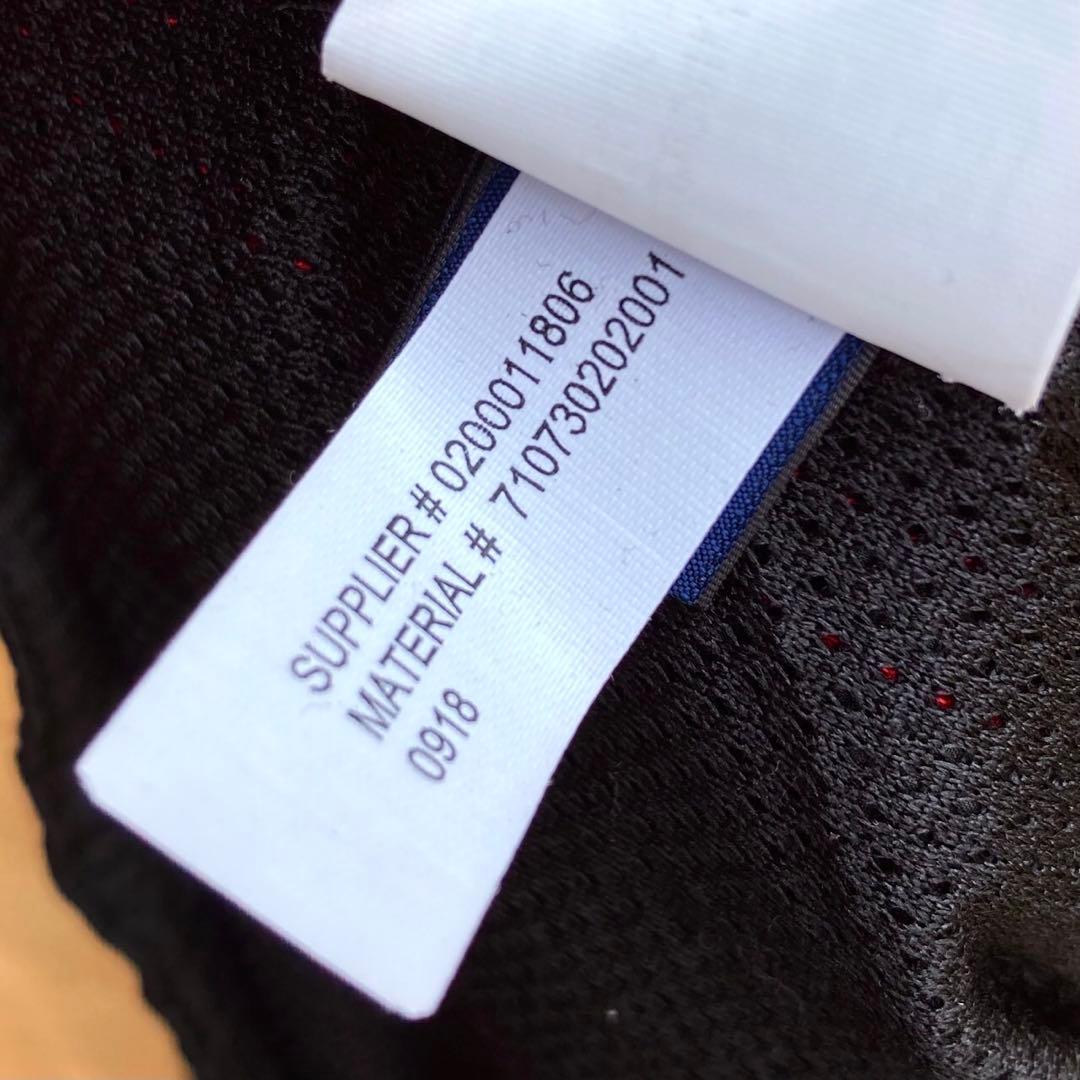 SUPPLIER # 0200011806
MATERIAL # 710730202001
0918